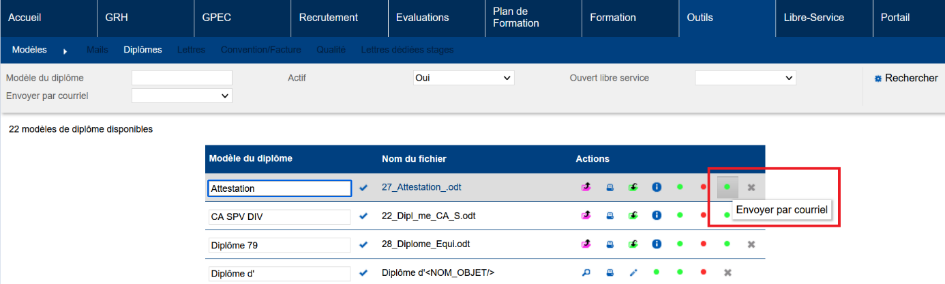 Accueil GRH GPEC Recrutement Evaluations Plan de Formation Formation Outils Libre-Service Portail
Modèles Mails Diplômes Lettres Convention/Facture Qualité Lettres dédiées stages
Modèle du diplôme Actif Oui Ouvert libre service Rechercher
Envoyer par courriel
22 modèles de diplôme disponibles
Modèle du diplôme Nom du fichier Actions
Attestation 27_Attestation_.odt
Envoyer par courriel
CA SPV DIV 22_Dipl_me_CA_S.odt
Diplôme 79 28_Diplome_Equi.odt
Diplôme d' Diplôme d'<NOM_OBJET/>